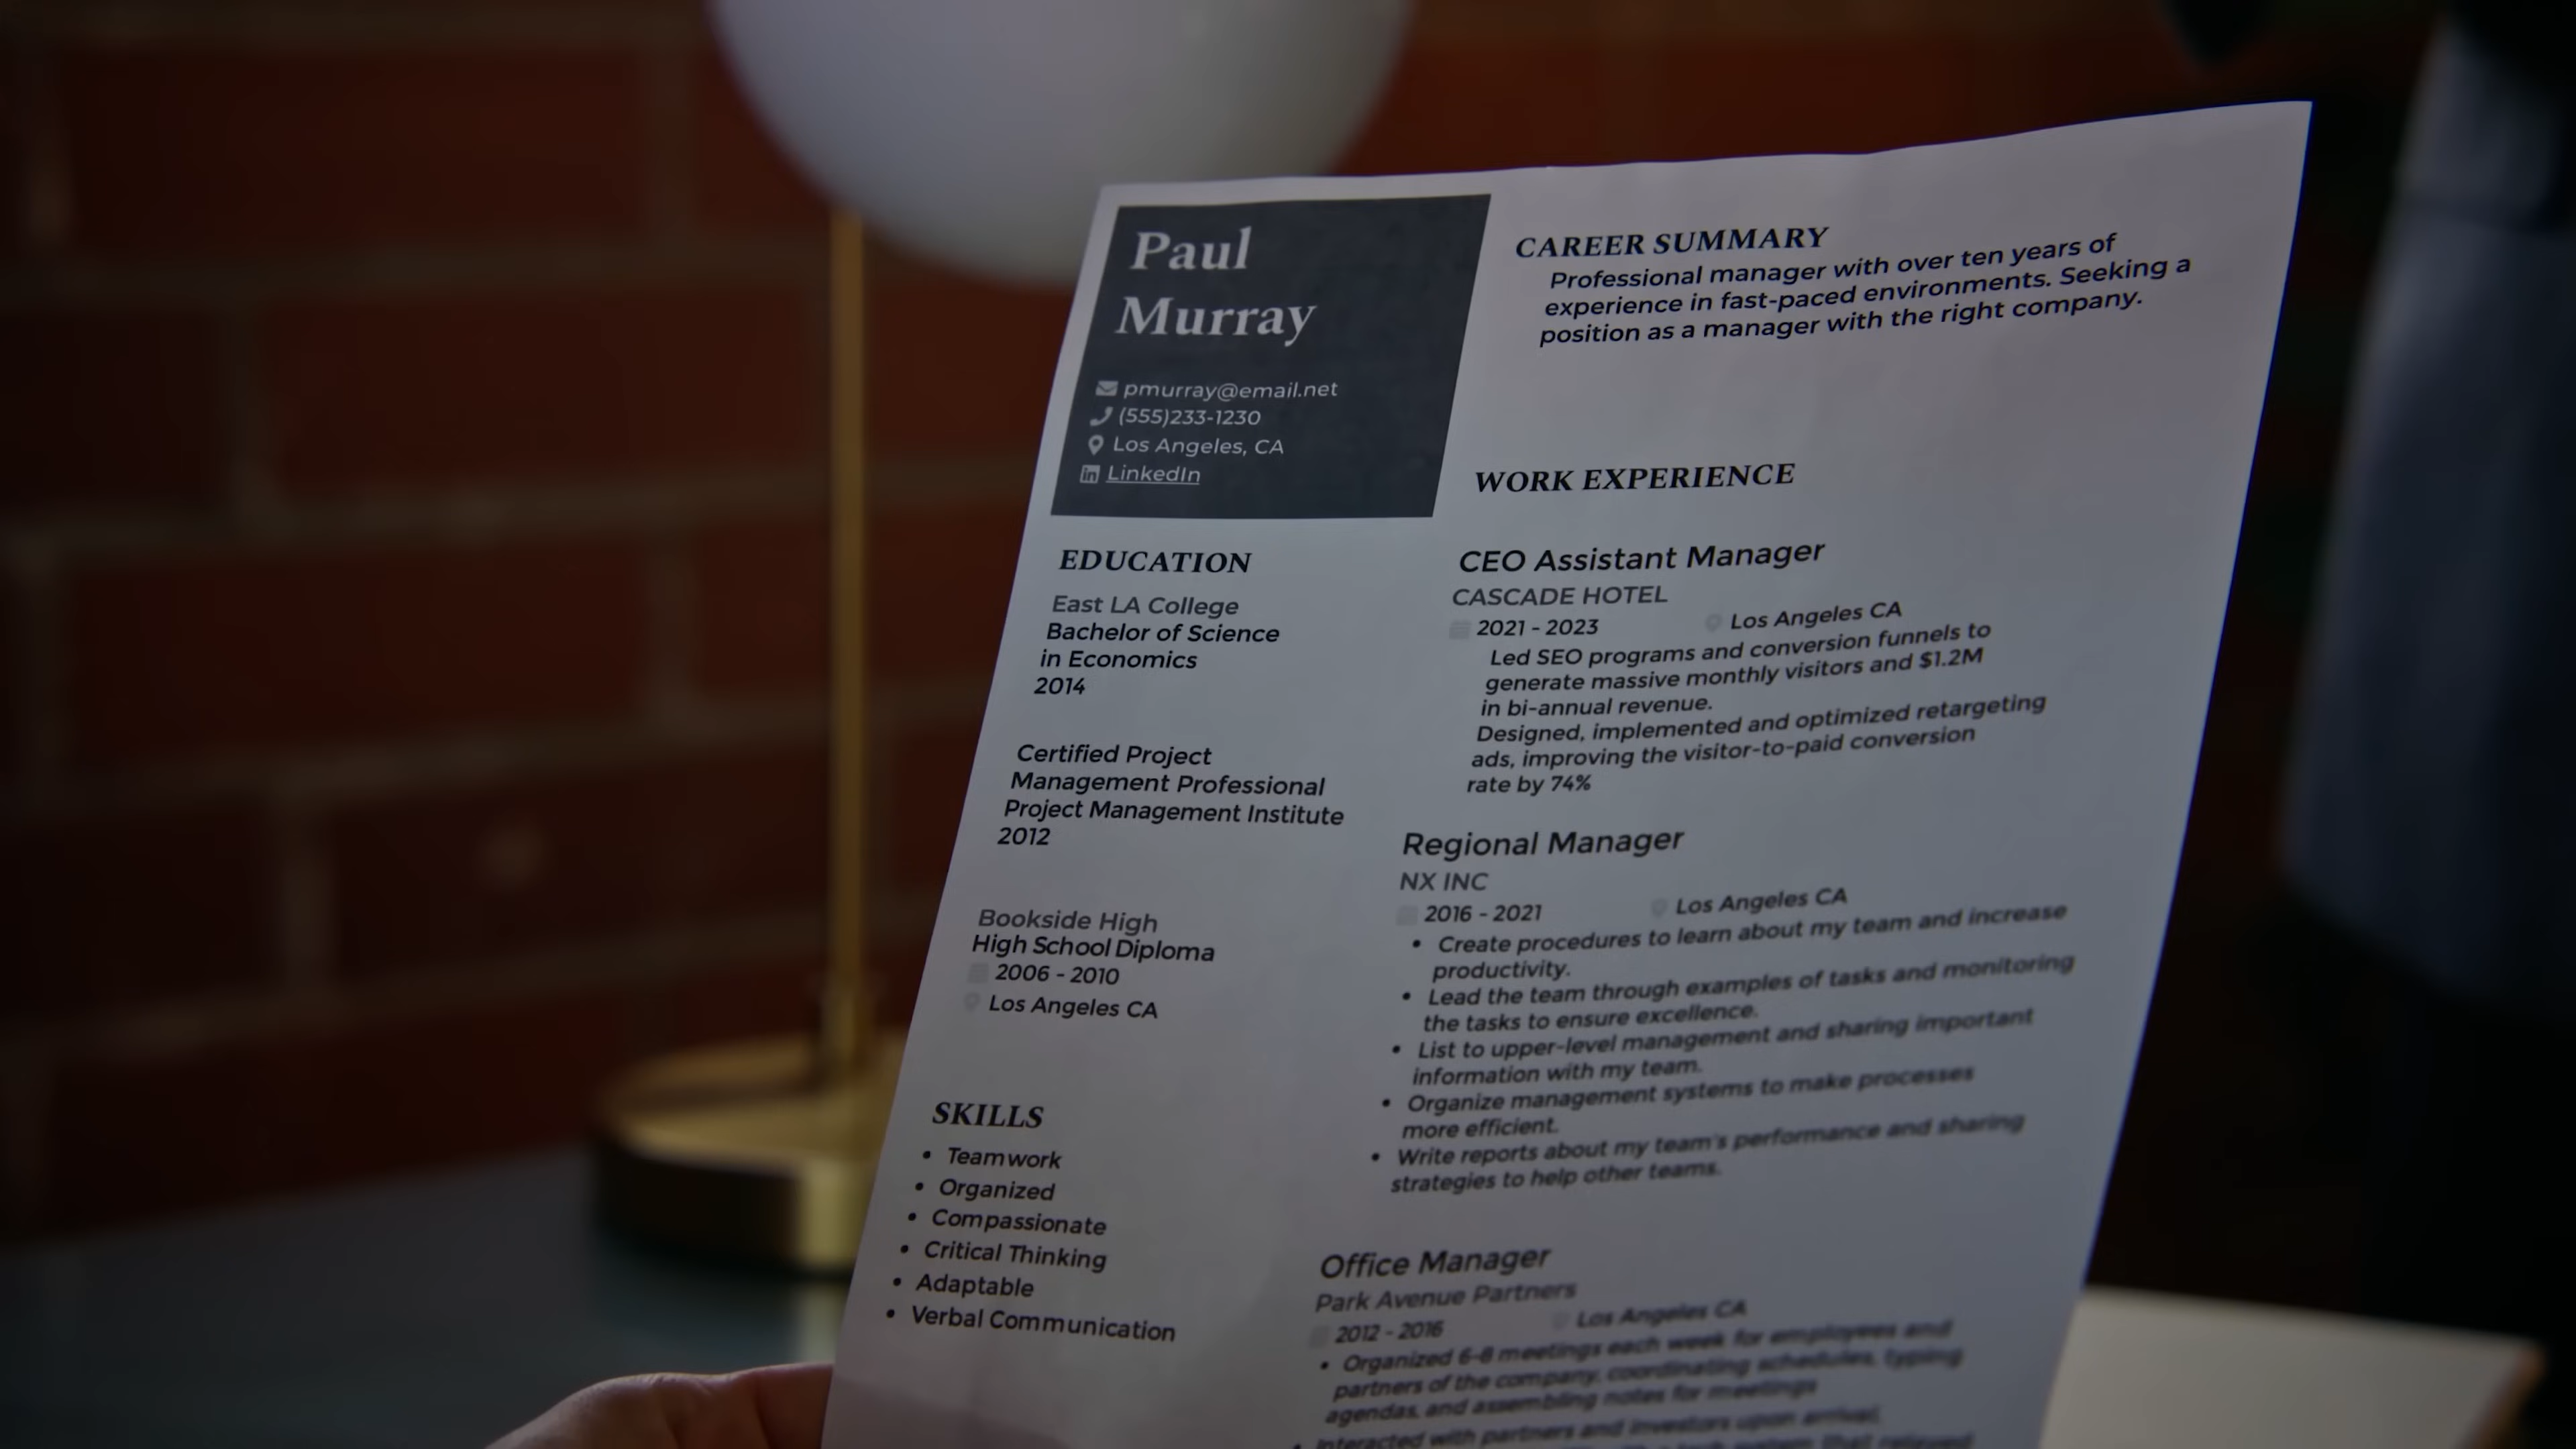 Paul
Murray
pmurray@email.net
(555)233-1230
Los Angeles, CA
LinkedIn
EDUCATION
East LA College
Bachelor of Science
in Economics
2014
Certified Project
Management Professional
Project Management Institute
2012
Bookside High
High School Diploma
2006 - 2010
Los Angeles CA
SKILLS
• Teamwork
• Organized
• Compassionate
• Critical Thinking
• Adaptable
• Verbal Communication
CAREER SUMMARY
Professional manager with over ten years of
experience in fast-paced environments. Seeking a
position as a manager with the right company.
WORK EXPERIENCE
CEO Assistant Manager
CASCADE HOTEL
2021 - 2023 Los Angeles CA
Led SEO programs and conversion funnels to
generate massive monthly visitors and $1.2M
in bi-annual revenue.
Designed, implemented and optimized retargeting
ads, improving the visitor-to-paid conversion
rate by 74%
Regional Manager
NX INC
2016 - 2021 Los Angeles CA
• Create procedures to learn about my team and increase
productivity.
• Lead the team through examples of tasks and monitoring
the tasks to ensure excellence.
• List to upper-level management and sharing important
information with my team.
• Organize management systems to make processes
more efficient.
• Write reports about my team's performance and sharing
strategies to help other teams.
Office Manager
Park Avenue Partners
2012 - 2016 Los Angeles CA
• Organized 6-8 meetings each week for employees and
partners of the company, coordinating schedules, typing
agendas, and assembling notes for meetings
• Interacted with partners and investors upon arrival,